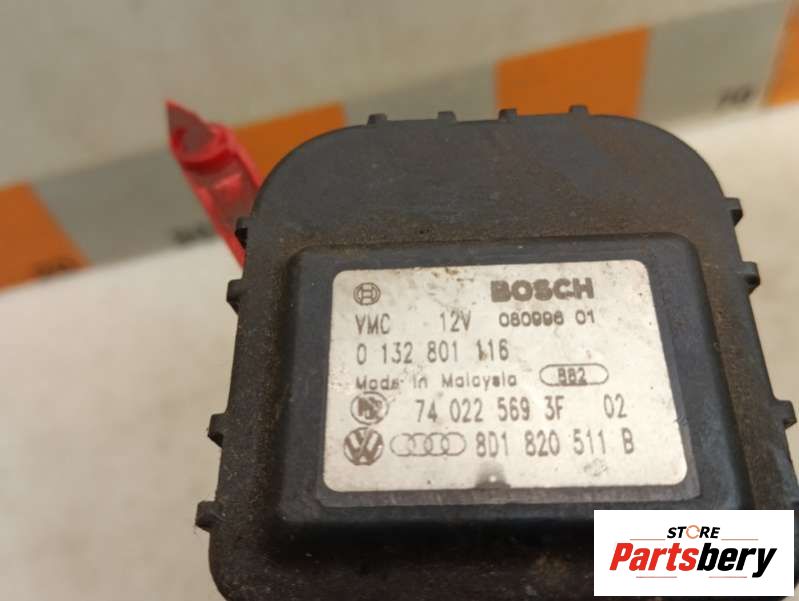 BOSCH
VMC 12V 080996 01
0 132 801 116
Made in Malaysia 882
74 022 569 3F 02
8D1 820 511 B
STORE
Partsbery